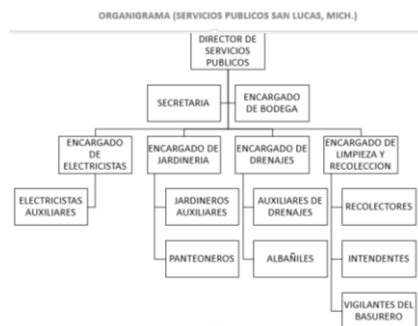 ORGANIGRAMA (SERVICIOS PUBLICOS SAN LUCAS, MICH.)
DIRECTOR DE
SERVICIOS
PUBLICOS
SECRETARIA
ENCARGADO
DE BODEGA
ENCARGADO
DE
ELECTRICISTAS
ENCARGADO DE
JARDINERIA
ENCARGADO DE
DRENAJES
ENCARGADO DE
LIMPIEZA Y
RECOLECCION
ELECTRICISTAS
AUXILIARES
JARDINEROS
AUXILIARES
AUXILIARES DE
DRENAJES
RECOLECTORES
PANTEONEROS
ALBAÑILES
INTENDENTES
VIGILANTES DEL
BASURERO